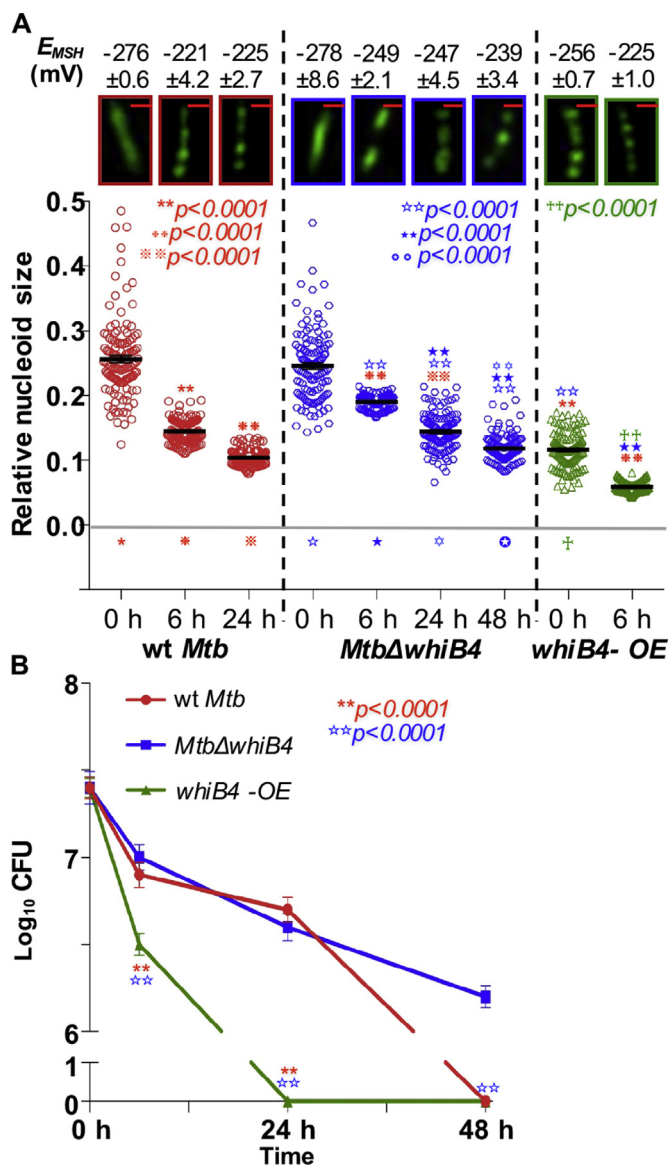 A
E_MSH -276 -221 -225 -278 -249 -247 -239 -256 -225
(mV) ±0.6 ±4.2 ±2.7 ±8.6 ±2.1 ±4.5 ±3.4 ±0.7 ±1.0
**p<0.0001 ☆☆p<0.0001 ††p<0.0001
⁜⁜p<0.0001 ★★p<0.0001
※※p<0.0001 ✪✪p<0.0001
Relative nucleoid size
0.5
0.4
0.3
0.2
0.1
0.0
0 h 6 h 24 h 0 h 6 h 24 h 48 h 0 h 6 h
wt Mtb MtbΔwhiB4 whiB4- OE
B
8
wt Mtb
MtbΔwhiB4
whiB4 -OE
**p<0.0001
☆☆p<0.0001
7
Log₁₀ CFU
6
1
0
0 h 24 h 48 h
Time